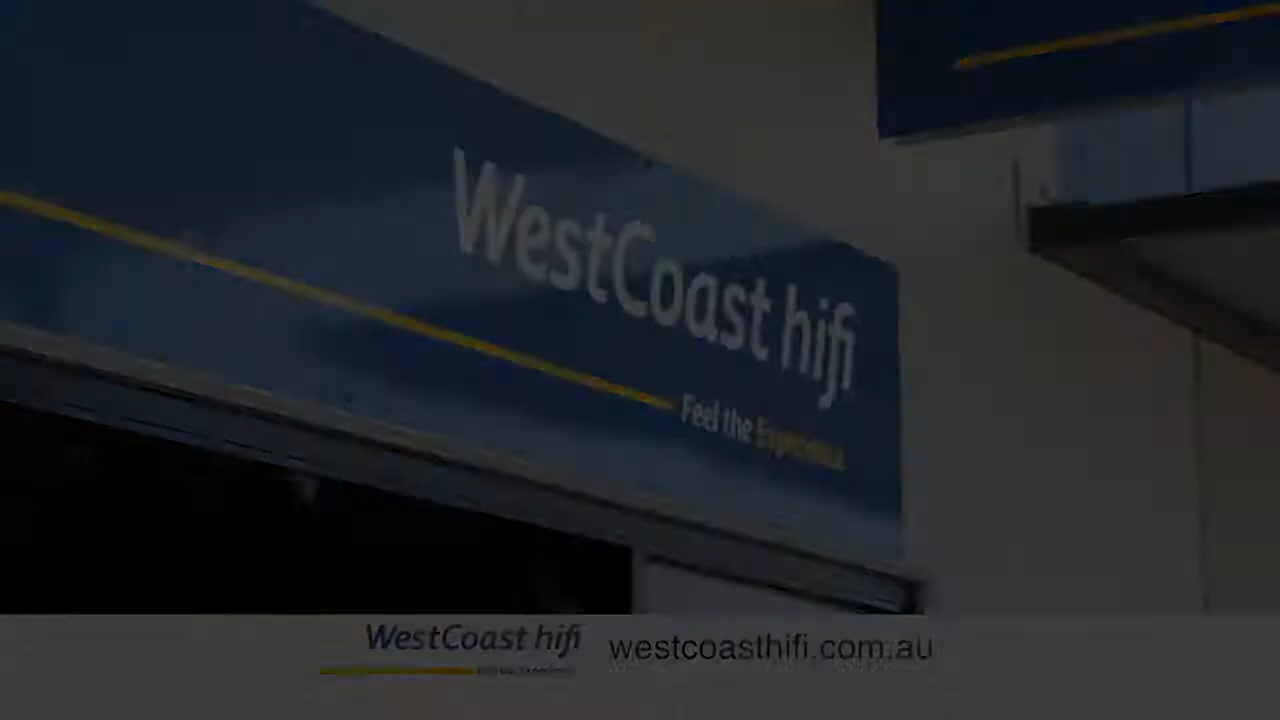 WestCoast hifi
Feel the Experience
WestCoast hifi
westcoasthifi.com.au